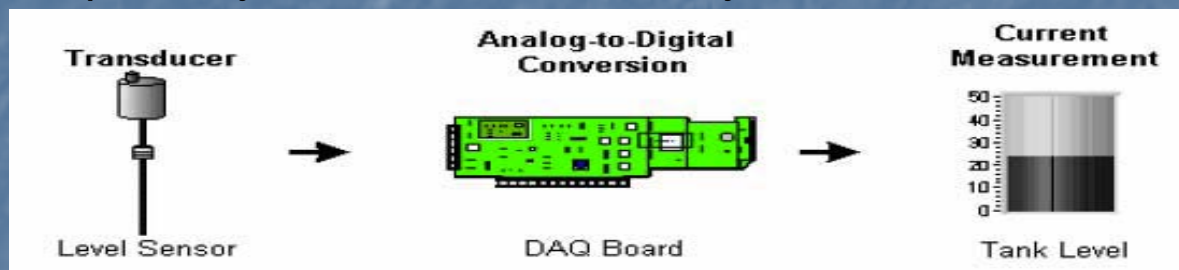 Transducer
Level Sensor
Analog-to-Digital
Conversion
DAQ Board
Current
Measurement
50
40
30
20
10
0
Tank Level